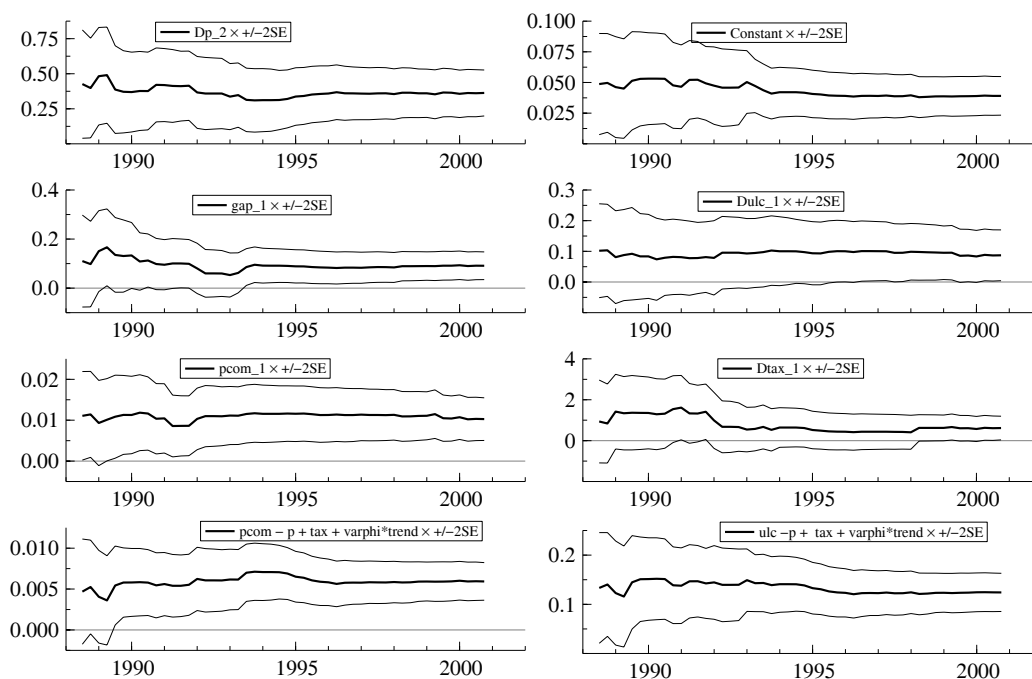 Dp_2 × +/−2SE
0.75
0.50
0.25
1990 1995 2000
Constant × +/−2SE
0.100
0.075
0.050
0.025
0.000
1990 1995 2000
gap_1 × +/−2SE
0.4
0.2
0.0
1990 1995 2000
Dulc_1 × +/−2SE
0.3
0.2
0.1
0.0
1990 1995 2000
pcom_1 × +/−2SE
0.02
0.01
0.00
1990 1995 2000
Dtax_1 × +/−2SE
4
2
0
1990 1995 2000
pcom − p + tax + varphi*trend × +/−2SE
0.010
0.005
0.000
1990 1995 2000
ulc −p + tax + varphi*trend × +/−2SE
0.2
0.1
1990 1995 2000